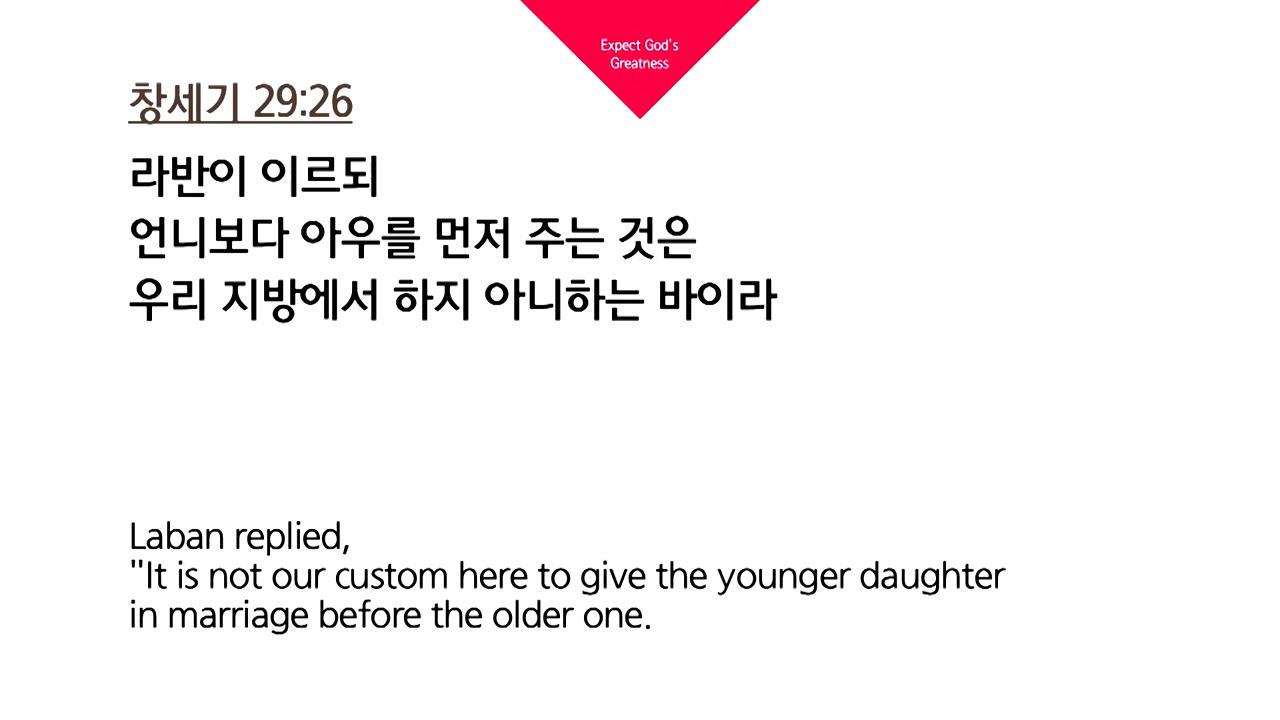 Expect God's
Greatness
창세기 29:26
라반이 이르되
언니보다 아우를 먼저 주는 것은
우리 지방에서 하지 아니하는 바이라
Laban replied,
"It is not our custom here to give the younger daughter
in marriage before the older one.